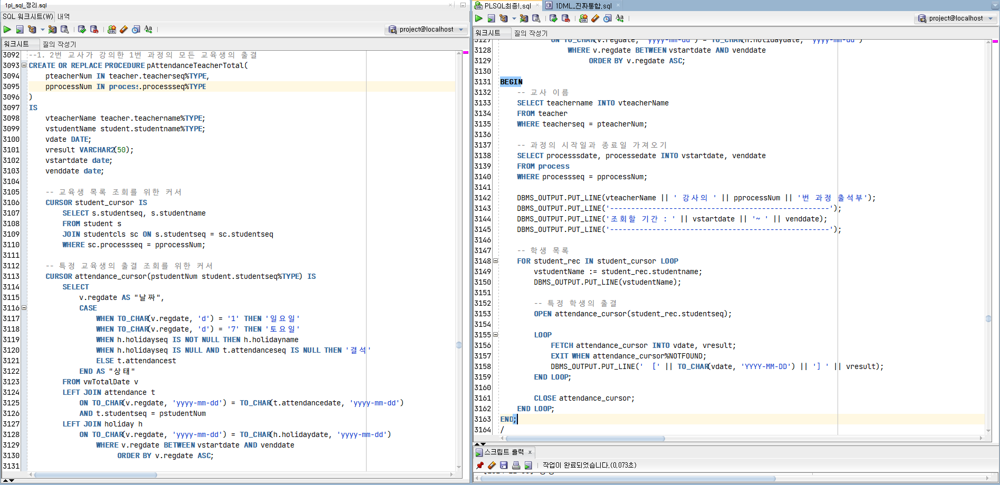 1pl_sql_정리.sql
SQL 워크시트(W) 내역
project@localhost
워크시트 질의 작성기
3092 --1. 2번 교사가 강의한 1번 과정의 모든 교육생의 출결
3093 CREATE OR REPLACE PROCEDURE pAttendanceTeacherTotal(
3094 pteacherNum IN teacher.teacherseq%TYPE,
3095 pprocessNum IN process.processseq%TYPE
3096 )
3097 IS
3098 vteacherName teacher.teachername%TYPE;
3099 vstudentName student.studentname%TYPE;
3100 vdate DATE;
3101 vresult VARCHAR2(50);
3102 vstartdate date;
3103 venddate date;
3104
3105 -- 교육생 목록 조회를 위한 커서
3106 CURSOR student_cursor IS
3107 SELECT s.studentseq, s.studentname
3108 FROM student s
3109 JOIN studentcls sc ON s.studentseq = sc.studentseq
3110 WHERE sc.processseq = pprocessNum;
3111
3112 -- 특정 교육생의 출결 조회를 위한 커서
3113 CURSOR attendance_cursor(pstudentNum student.studentseq%TYPE) IS
3114 SELECT
3115 v.regdate AS "날짜",
3116 CASE
3117 WHEN TO_CHAR(v.regdate, 'd') = '1' THEN '일요일'
3118 WHEN TO_CHAR(v.regdate, 'd') = '7' THEN '토요일'
3119 WHEN h.holidayseq IS NOT NULL THEN h.holidayname
3120 WHEN h.holidayseq IS NULL AND t.attendanceseq IS NULL THEN '결석'
3121 ELSE t.attendancest
3122 END AS "상태"
3123 FROM vwTotalDate v
3124 LEFT JOIN attendance t
3125 ON TO_CHAR(v.regdate, 'yyyy-mm-dd') = TO_CHAR(t.attendancedate, 'yyyy-mm-dd')
3126 AND t.studentseq = pstudentNum
3127 LEFT JOIN holiday h
3128 ON TO_CHAR(v.regdate, 'yyyy-mm-dd') = TO_CHAR(h.holidaydate, 'yyyy-mm-dd')
3129 WHERE v.regdate BETWEEN vstartdate AND venddate
3130 ORDER BY v.regdate ASC;
3131
PLSQL최종!.sql 1DML_진짜통합.sql
project@localhost
워크시트 질의 작성기
3127 ON TO_CHAR(v.regdate, 'yyyy-mm-dd') = TO_CHAR(h.holidaydate, 'yyyy-mm-dd')
3128 WHERE v.regdate BETWEEN vstartdate AND venddate
3129 ORDER BY v.regdate ASC;
3130
3131 BEGIN
3132 -- 교사 이름
3133 SELECT teachername INTO vteacherName
3134 FROM teacher
3135 WHERE teacherseq = pteacherNum;
3136
3137 -- 과정의 시작일과 종료일 가져오기
3138 SELECT processsdate, processedate INTO vstartdate, venddate
3139 FROM process
3140 WHERE processseq = pprocessNum;
3141
3142 DBMS_OUTPUT.PUT_LINE(vteacherName || ' 강사의 ' || pprocessNum || '번 과정 출석부');
3143 DBMS_OUTPUT.PUT_LINE('----------------------------------------------------');
3144 DBMS_OUTPUT.PUT_LINE('조회할 기간 : ' || vstartdate || '~ ' || venddate);
3145 DBMS_OUTPUT.PUT_LINE('----------------------------------------------------');
3146
3147 -- 학생 목록
3148 FOR student_rec IN student_cursor LOOP
3149 vstudentName := student_rec.studentname;
3150 DBMS_OUTPUT.PUT_LINE(vstudentName);
3151
3152 -- 특정 학생의 출결
3153 OPEN attendance_cursor(student_rec.studentseq);
3154
3155 LOOP
3156 FETCH attendance_cursor INTO vdate, vresult;
3157 EXIT WHEN attendance_cursor%NOTFOUND;
3158 DBMS_OUTPUT.PUT_LINE('  [' || TO_CHAR(vdate, 'YYYY-MM-DD') || '] ' || vresult);
3159 END LOOP;
3160
3161 CLOSE attendance_cursor;
3162 END LOOP;
3163 END;
3164 /
스크립트 출력 x
작업이 완료되었습니다.(0,073초)